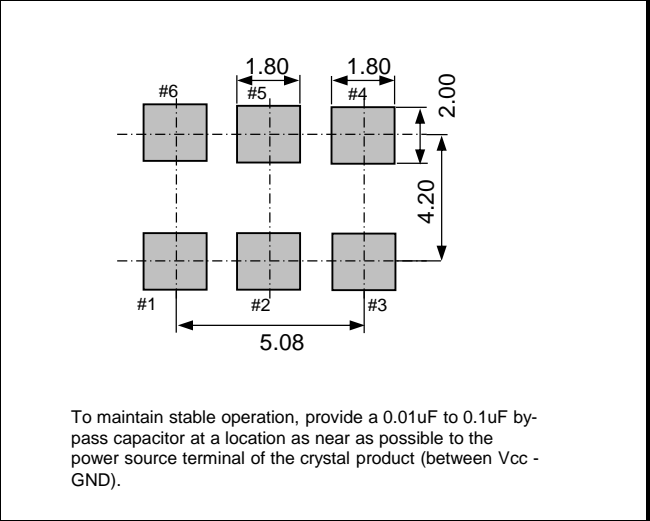 1.80 1.80
#6 #5 #4
2.00
4.20
#1 #2 #3
5.08
To maintain stable operation, provide a 0.01uF to 0.1uF by-
pass capacitor at a location as near as possible to the
power source terminal of the crystal product (between Vcc -
GND).